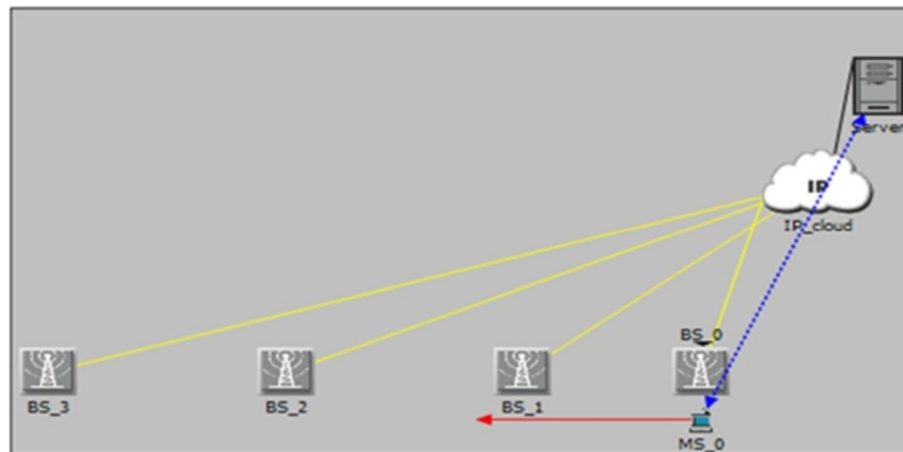 Server
IP
IP_cloud
BS_0
BS_3
BS_2
BS_1
MS_0